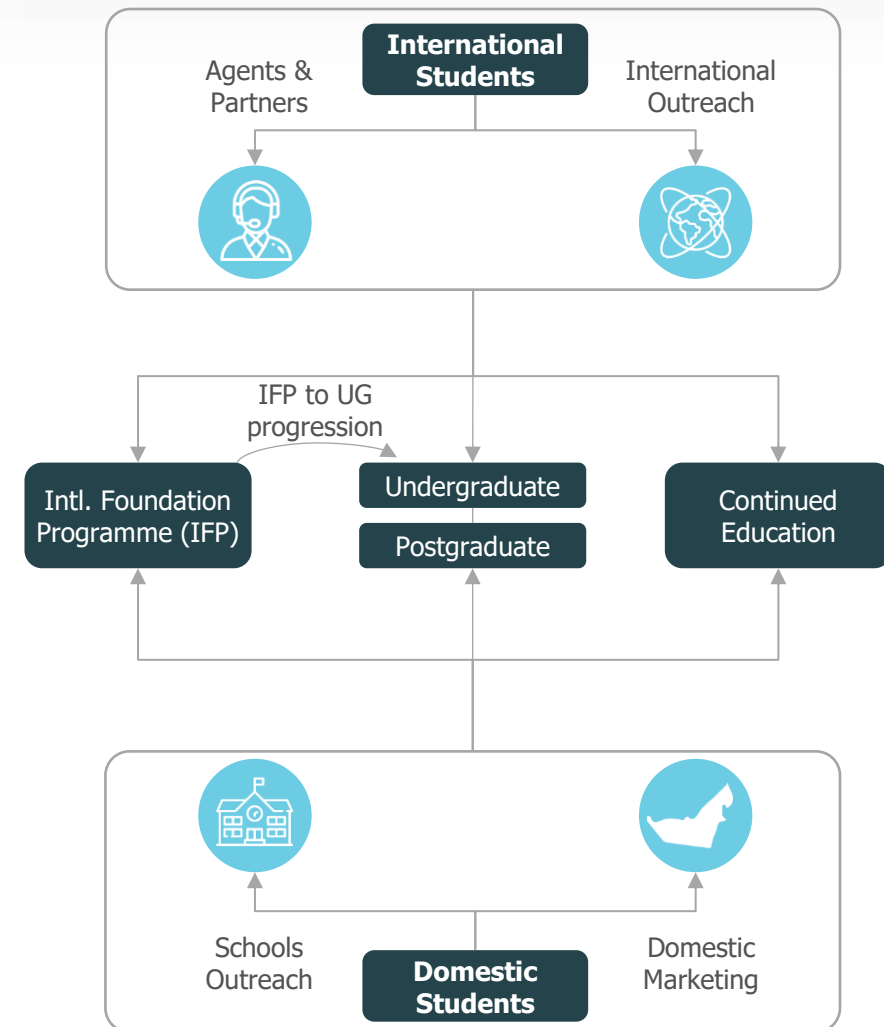 International
Students
Agents &
Partners
International
Outreach
IFP to UG
progression
Intl. Foundation
Programme (IFP)
Undergraduate
Postgraduate
Continued
Education
Schools
Outreach
Domestic
Marketing
Domestic
Students